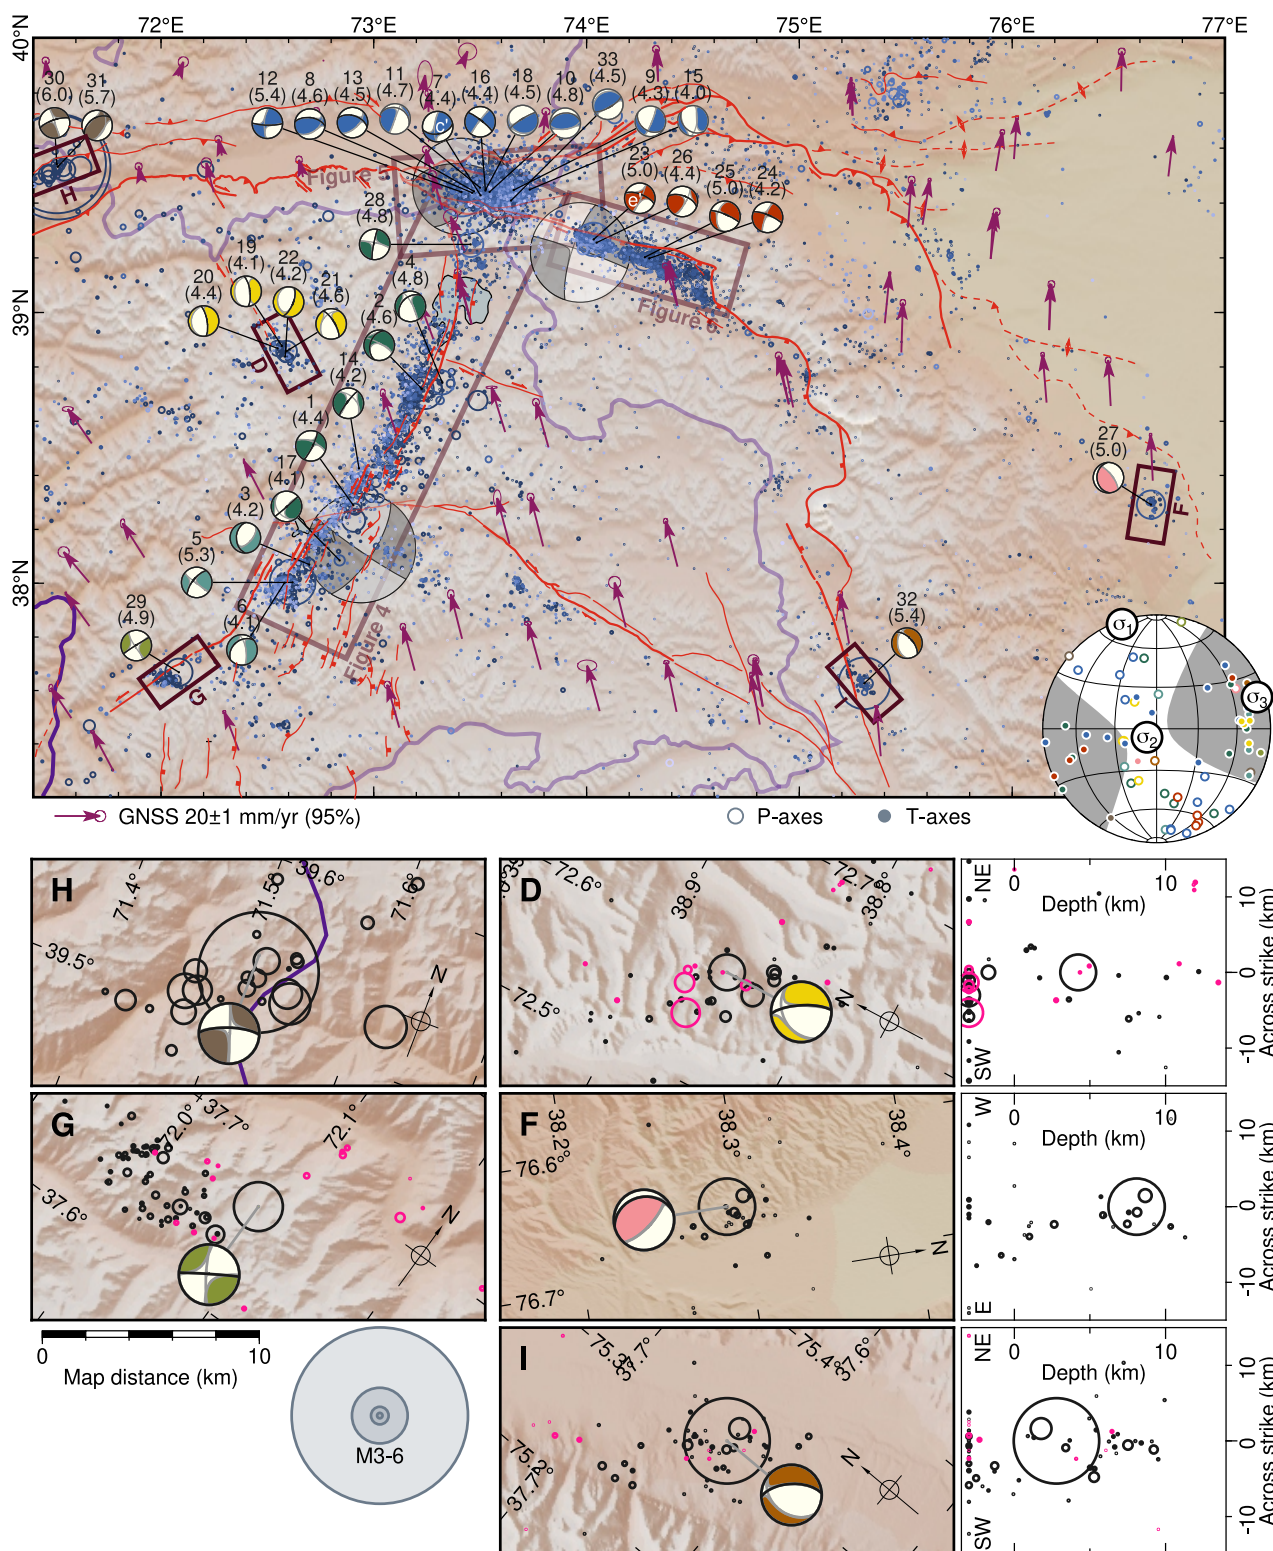 72°E 73°E 74°E 75°E 76°E 77°E
40°N
39°N
38°N
30
(6.0)
31
(5.7)
12
(5.4)
8
(4.6)
13
(4.5)
11
(4.7)
7
(4.4)
16
(4.4)
18
(4.5)
10
(4.8)
33
(4.5)
9
(4.3)
15
(4.0)
c'
H
Figure 5
23
(5.0)
26
(4.4)
25
(5.0)
24
(4.2)
e'
28
(4.8)
19
(4.1)
22
(4.2)
20
(4.4)
21
(4.6)
4
(4.8)
2
(4.6)
Figure 6
D
14
(4.2)
1
(4.4)
17
(4.1)
3
(4.2)
5
(5.3)
6
(4.1)
27
(5.0)
F
29
(4.9)
G
Figure 4
32
(5.4)
I
σ1
σ3
σ2
GNSS 20±1 mm/yr (95%)
P-axes
T-axes
H
71.4°
71.5°
39.6°
71.6°
39.5°
N
D
72.6°
38.9°
72.7°
38.8°
72.5°
N
NE
0 10
Depth (km)
SW
10
0
-10
Across strike (km)
G
72.0°
37.7°
72.1°
37.6°
N
F
38.2°
38.3°
38.4°
76.6°
76.7°
N
W
0 10
Depth (km)
E
10
0
-10
Across strike (km)
0 10
Map distance (km)
M3-6
I
75.3°
37.7°
75.4°
37.6°
75.2°
37.7°
N
NE
0 10
Depth (km)
SW
10
0
-10
Across strike (km)